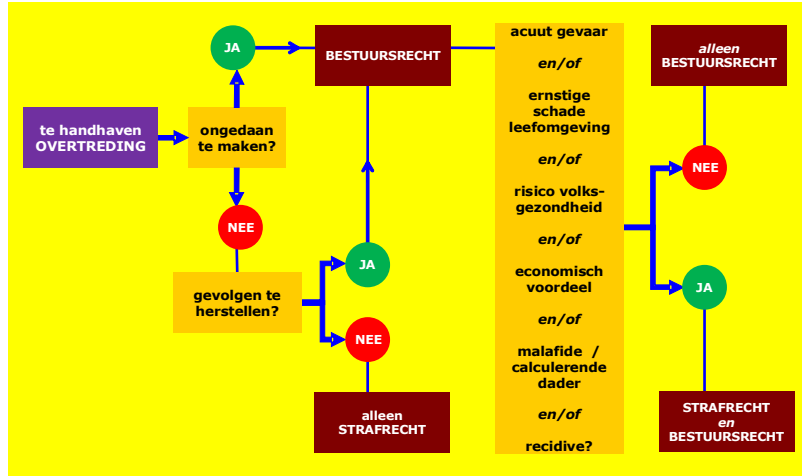 te handhaven
OVERTREDING
ongedaan
te maken?
JA
NEE
gevolgen te
herstellen?
JA
NEE
BESTUURSRECHT
alleen
STRAFRECHT
acuut gevaar
en/of
ernstige
schade
leefomgeving
en/of
risico volks-
gezondheid
en/of
economisch
voordeel
en/of
malafide /
calculerende
dader
en/of
recidive?
alleen
BESTUURSRECHT
NEE
JA
STRAFRECHT
en
BESTUURSRECHT